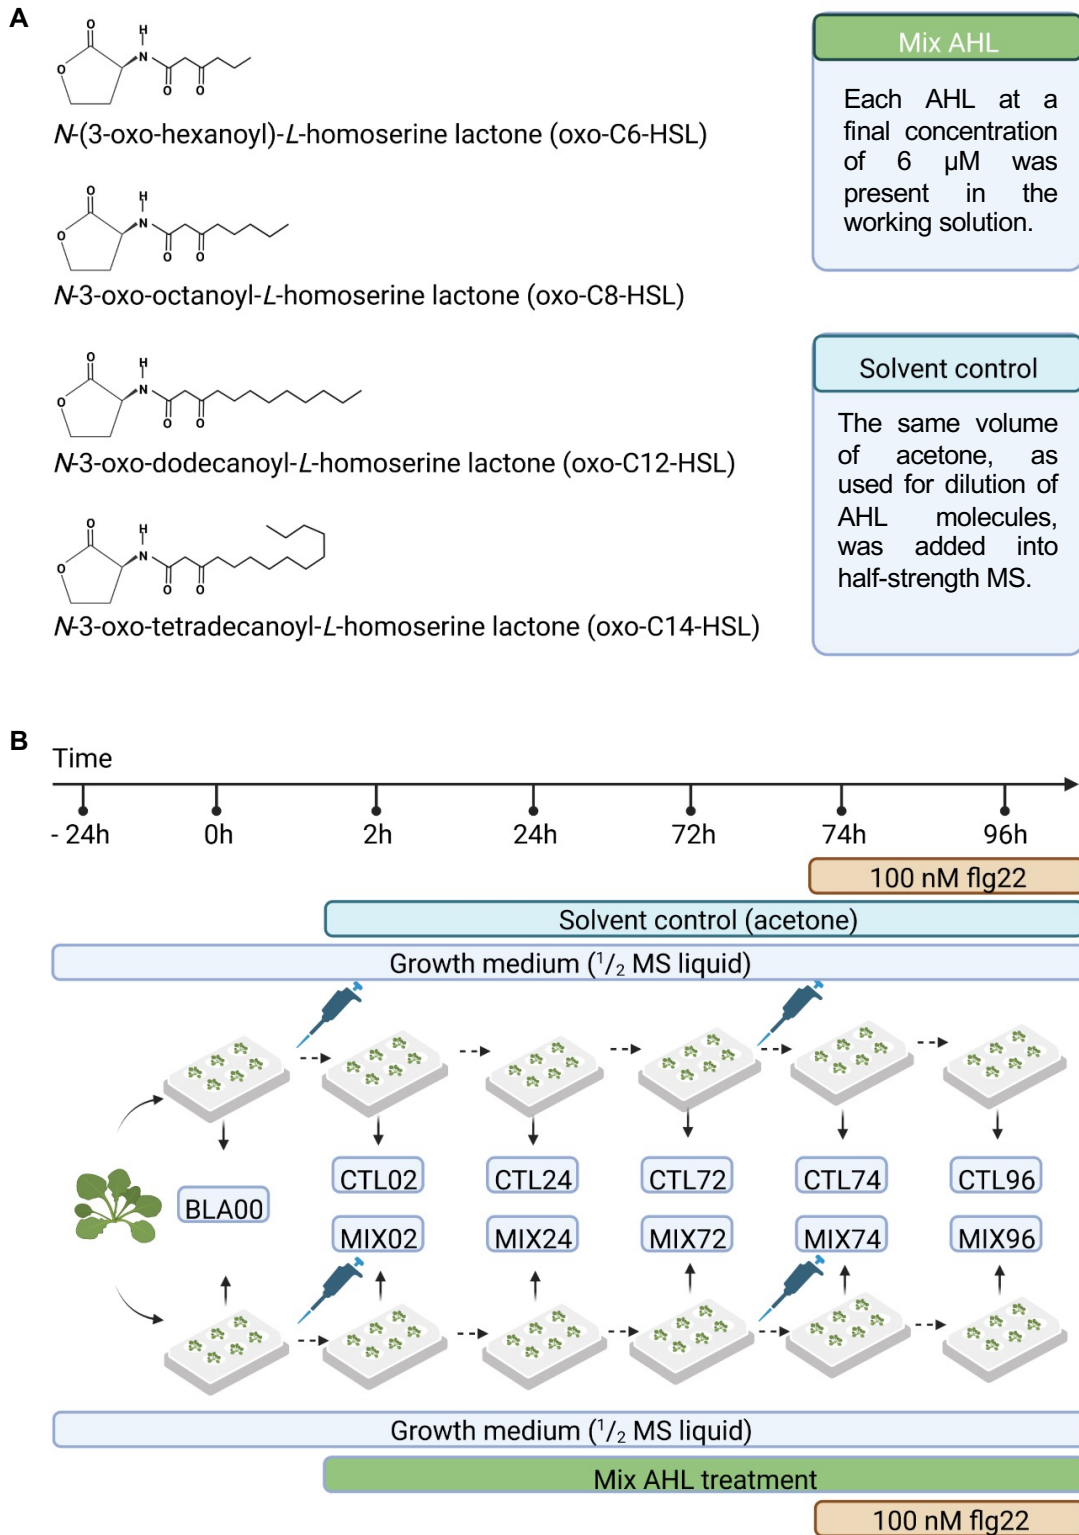 A
O
O
H
N
O
O
N-(3-oxo-hexanoyl)-L-homoserine lactone (oxo-C6-HSL)
O
O
H
N
O
O
N-3-oxo-octanoyl-L-homoserine lactone (oxo-C8-HSL)
O
O
H
N
O
O
N-3-oxo-dodecanoyl-L-homoserine lactone (oxo-C12-HSL)
O
O
H
N
O
O
N-3-oxo-tetradecanoyl-L-homoserine lactone (oxo-C14-HSL)
Mix AHL
Each AHL at a
final concentration
of 6 µM was
present in the
working solution.
Solvent control
The same volume
of acetone, as
used for dilution of
AHL molecules,
was added into
half-strength MS.
B
Time
- 24h 0h 2h 24h 72h 74h 96h
100 nM flg22
Solvent control (acetone)
Growth medium (1/2 MS liquid)
CTL02 CTL24 CTL72 CTL74 CTL96
BLA00
MIX02 MIX24 MIX72 MIX74 MIX96
Growth medium (1/2 MS liquid)
Mix AHL treatment
100 nM flg22